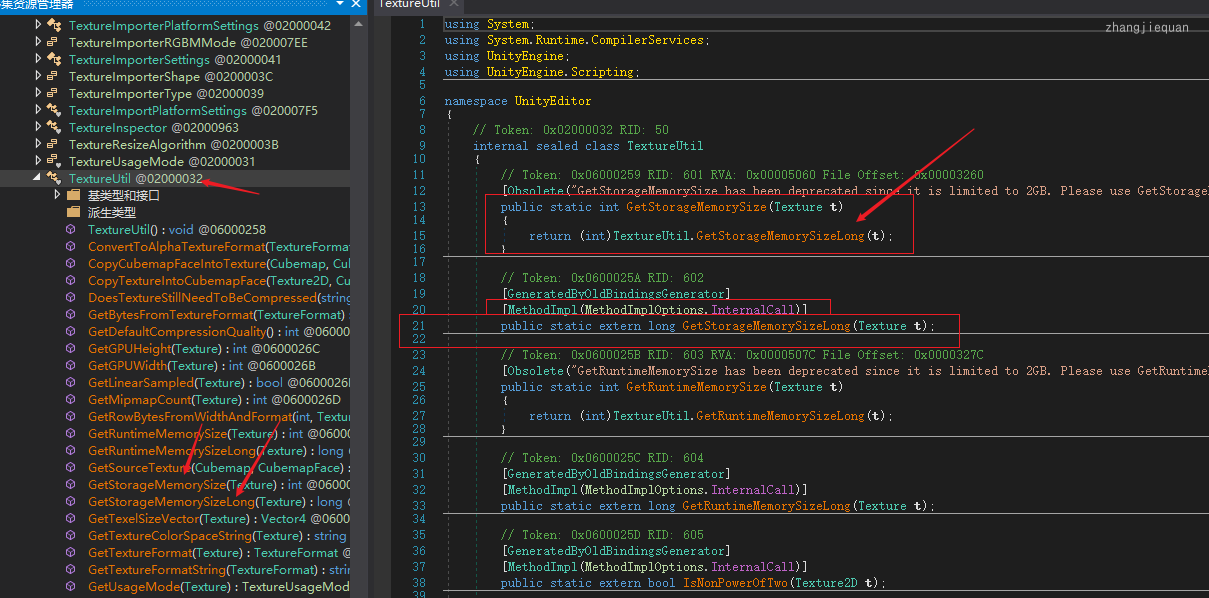 集资源管理器
TextureImporterPlatformSettings @02000042
TextureImporterRGBMMode @020007EE
TextureImporterSettings @02000041
TextureImporterShape @0200003C
TextureImporterType @02000039
TextureImportPlatformSettings @020007F5
TextureInspector @02000963
TextureResizeAlgorithm @0200003B
TextureUsageMode @02000031
TextureUtil @02000032
基类型和接口
派生类型
TextureUtil() : void @06000258
ConvertToAlphaTextureFormat(TextureForma
CopyCubemapFaceIntoTexture(Cubemap, Cu
CopyTextureIntoCubemapFace(Texture2D, Cu
DoesTextureStillNeedToBeCompressed(string
GetBytesFromTextureFormat(TextureFormat)
GetDefaultCompressionQuality() : int @0600
GetGPUHeight(Texture) : int @0600026C
GetGPUWidth(Texture) : int @0600026B
GetLinearSampled(Texture) : bool @0600026
GetMipmapCount(Texture) : int @0600026D
GetRowBytesFromWidthAndFormat(int, Textu
GetRuntimeMemorySize(Texture) : int @0600
GetRuntimeMemorySizeLong(Texture) : long
GetSourceTexture(Cubemap, CubemapFace) :
GetStorageMemorySize(Texture) : int @0600
GetStorageMemorySizeLong(Texture) : long
GetTexelSizeVector(Texture) : Vector4 @0600
GetTextureColorSpaceString(Texture) : string
GetTextureFormat(Texture) : TextureFormat @
GetTextureFormatString(TextureFormat) : strin
GetUsageMode(Texture) : TextureUsageMod
TextureUtil
zhangjiequan
1 using System;
2 using System.Runtime.CompilerServices;
3 using UnityEngine;
4 using UnityEngine.Scripting;
5
6 namespace UnityEditor
7 {
8 // Token: 0x02000032 RID: 50
9 internal sealed class TextureUtil
10 {
11 // Token: 0x06000259 RID: 601 RVA: 0x00005060 File Offset: 0x00003260
12 [Obsolete("GetStorageMemorySize has been deprecated since it is limited to 2GB. Please use GetStorag
13 public static int GetStorageMemorySize(Texture t)
14 {
15 return (int)TextureUtil.GetStorageMemorySizeLong(t);
16 }
17
18 // Token: 0x0600025A RID: 602
19 [GeneratedByOldBindingsGenerator]
20 [MethodImpl(MethodImplOptions.InternalCall)]
21 public static extern long GetStorageMemorySizeLong(Texture t);
22
23 // Token: 0x0600025B RID: 603 RVA: 0x0000507C File Offset: 0x0000327C
24 [Obsolete("GetRuntimeMemorySize has been deprecated since it is limited to 2GB. Please use GetRuntim
25 public static int GetRuntimeMemorySize(Texture t)
26 {
27 return (int)TextureUtil.GetRuntimeMemorySizeLong(t);
28 }
29
30 // Token: 0x0600025C RID: 604
31 [GeneratedByOldBindingsGenerator]
32 [MethodImpl(MethodImplOptions.InternalCall)]
33 public static extern long GetRuntimeMemorySizeLong(Texture t);
34
35 // Token: 0x0600025D RID: 605
36 [GeneratedByOldBindingsGenerator]
37 [MethodImpl(MethodImplOptions.InternalCall)]
38 public static extern bool IsNonPowerOfTwo(Texture2D t);
39